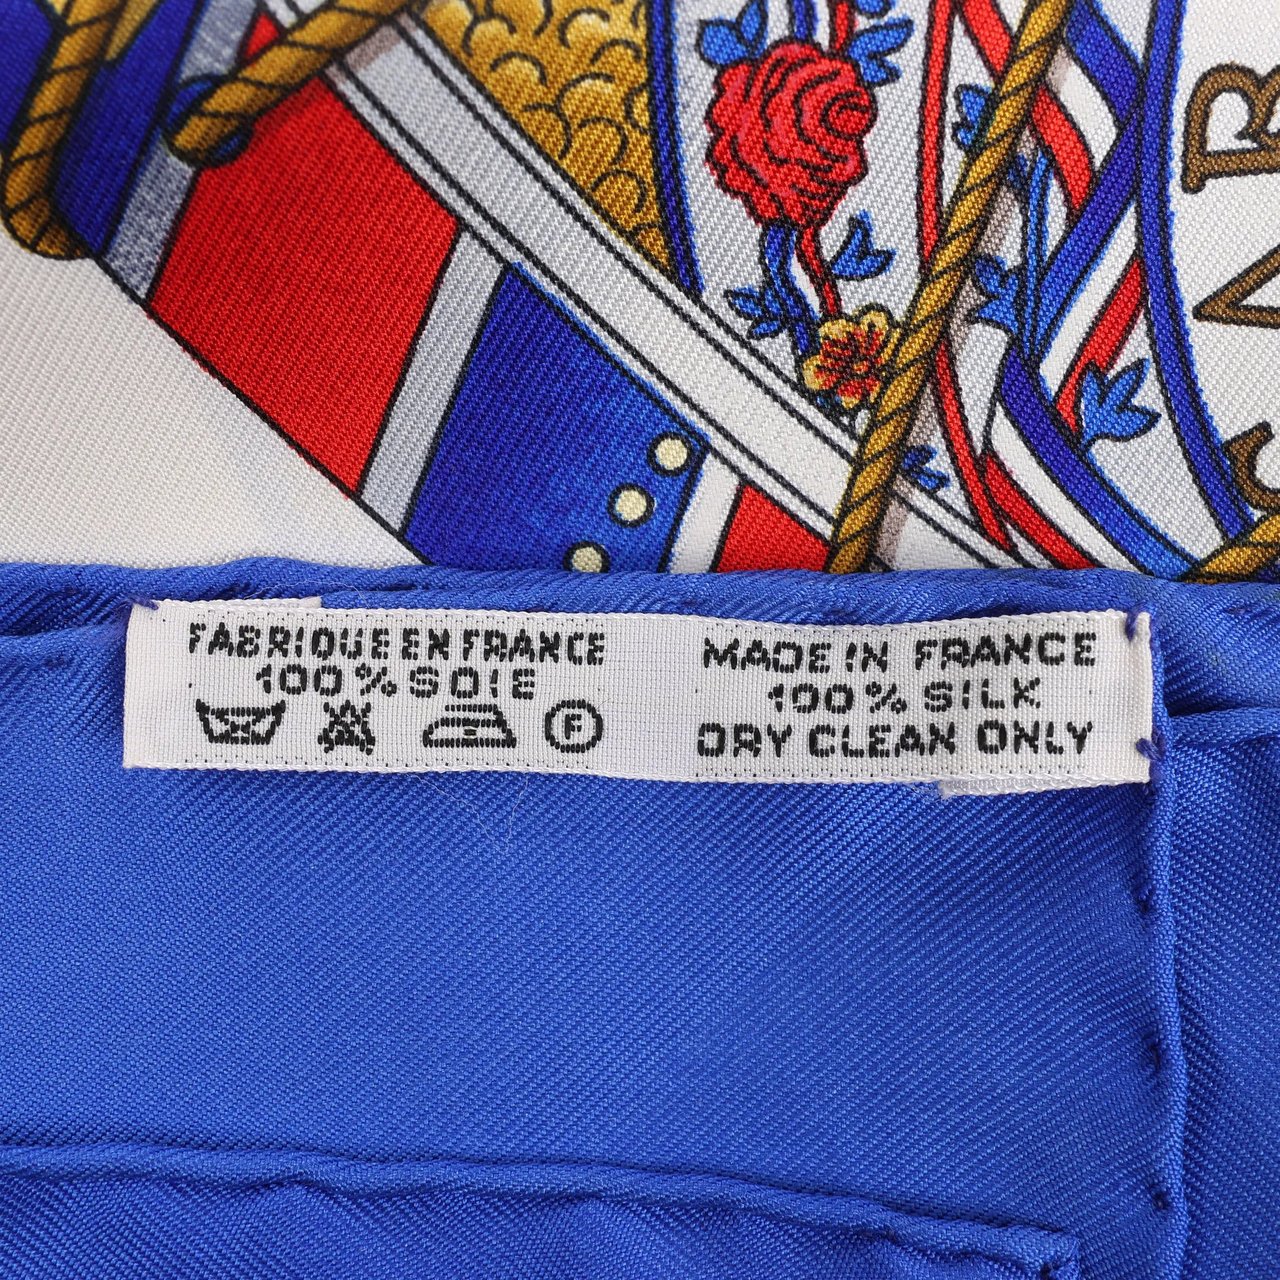 FABRIQUE EN FRANCE
100% SOIE
F
MADE IN FRANCE
100% SILK
DRY CLEAN ONLY